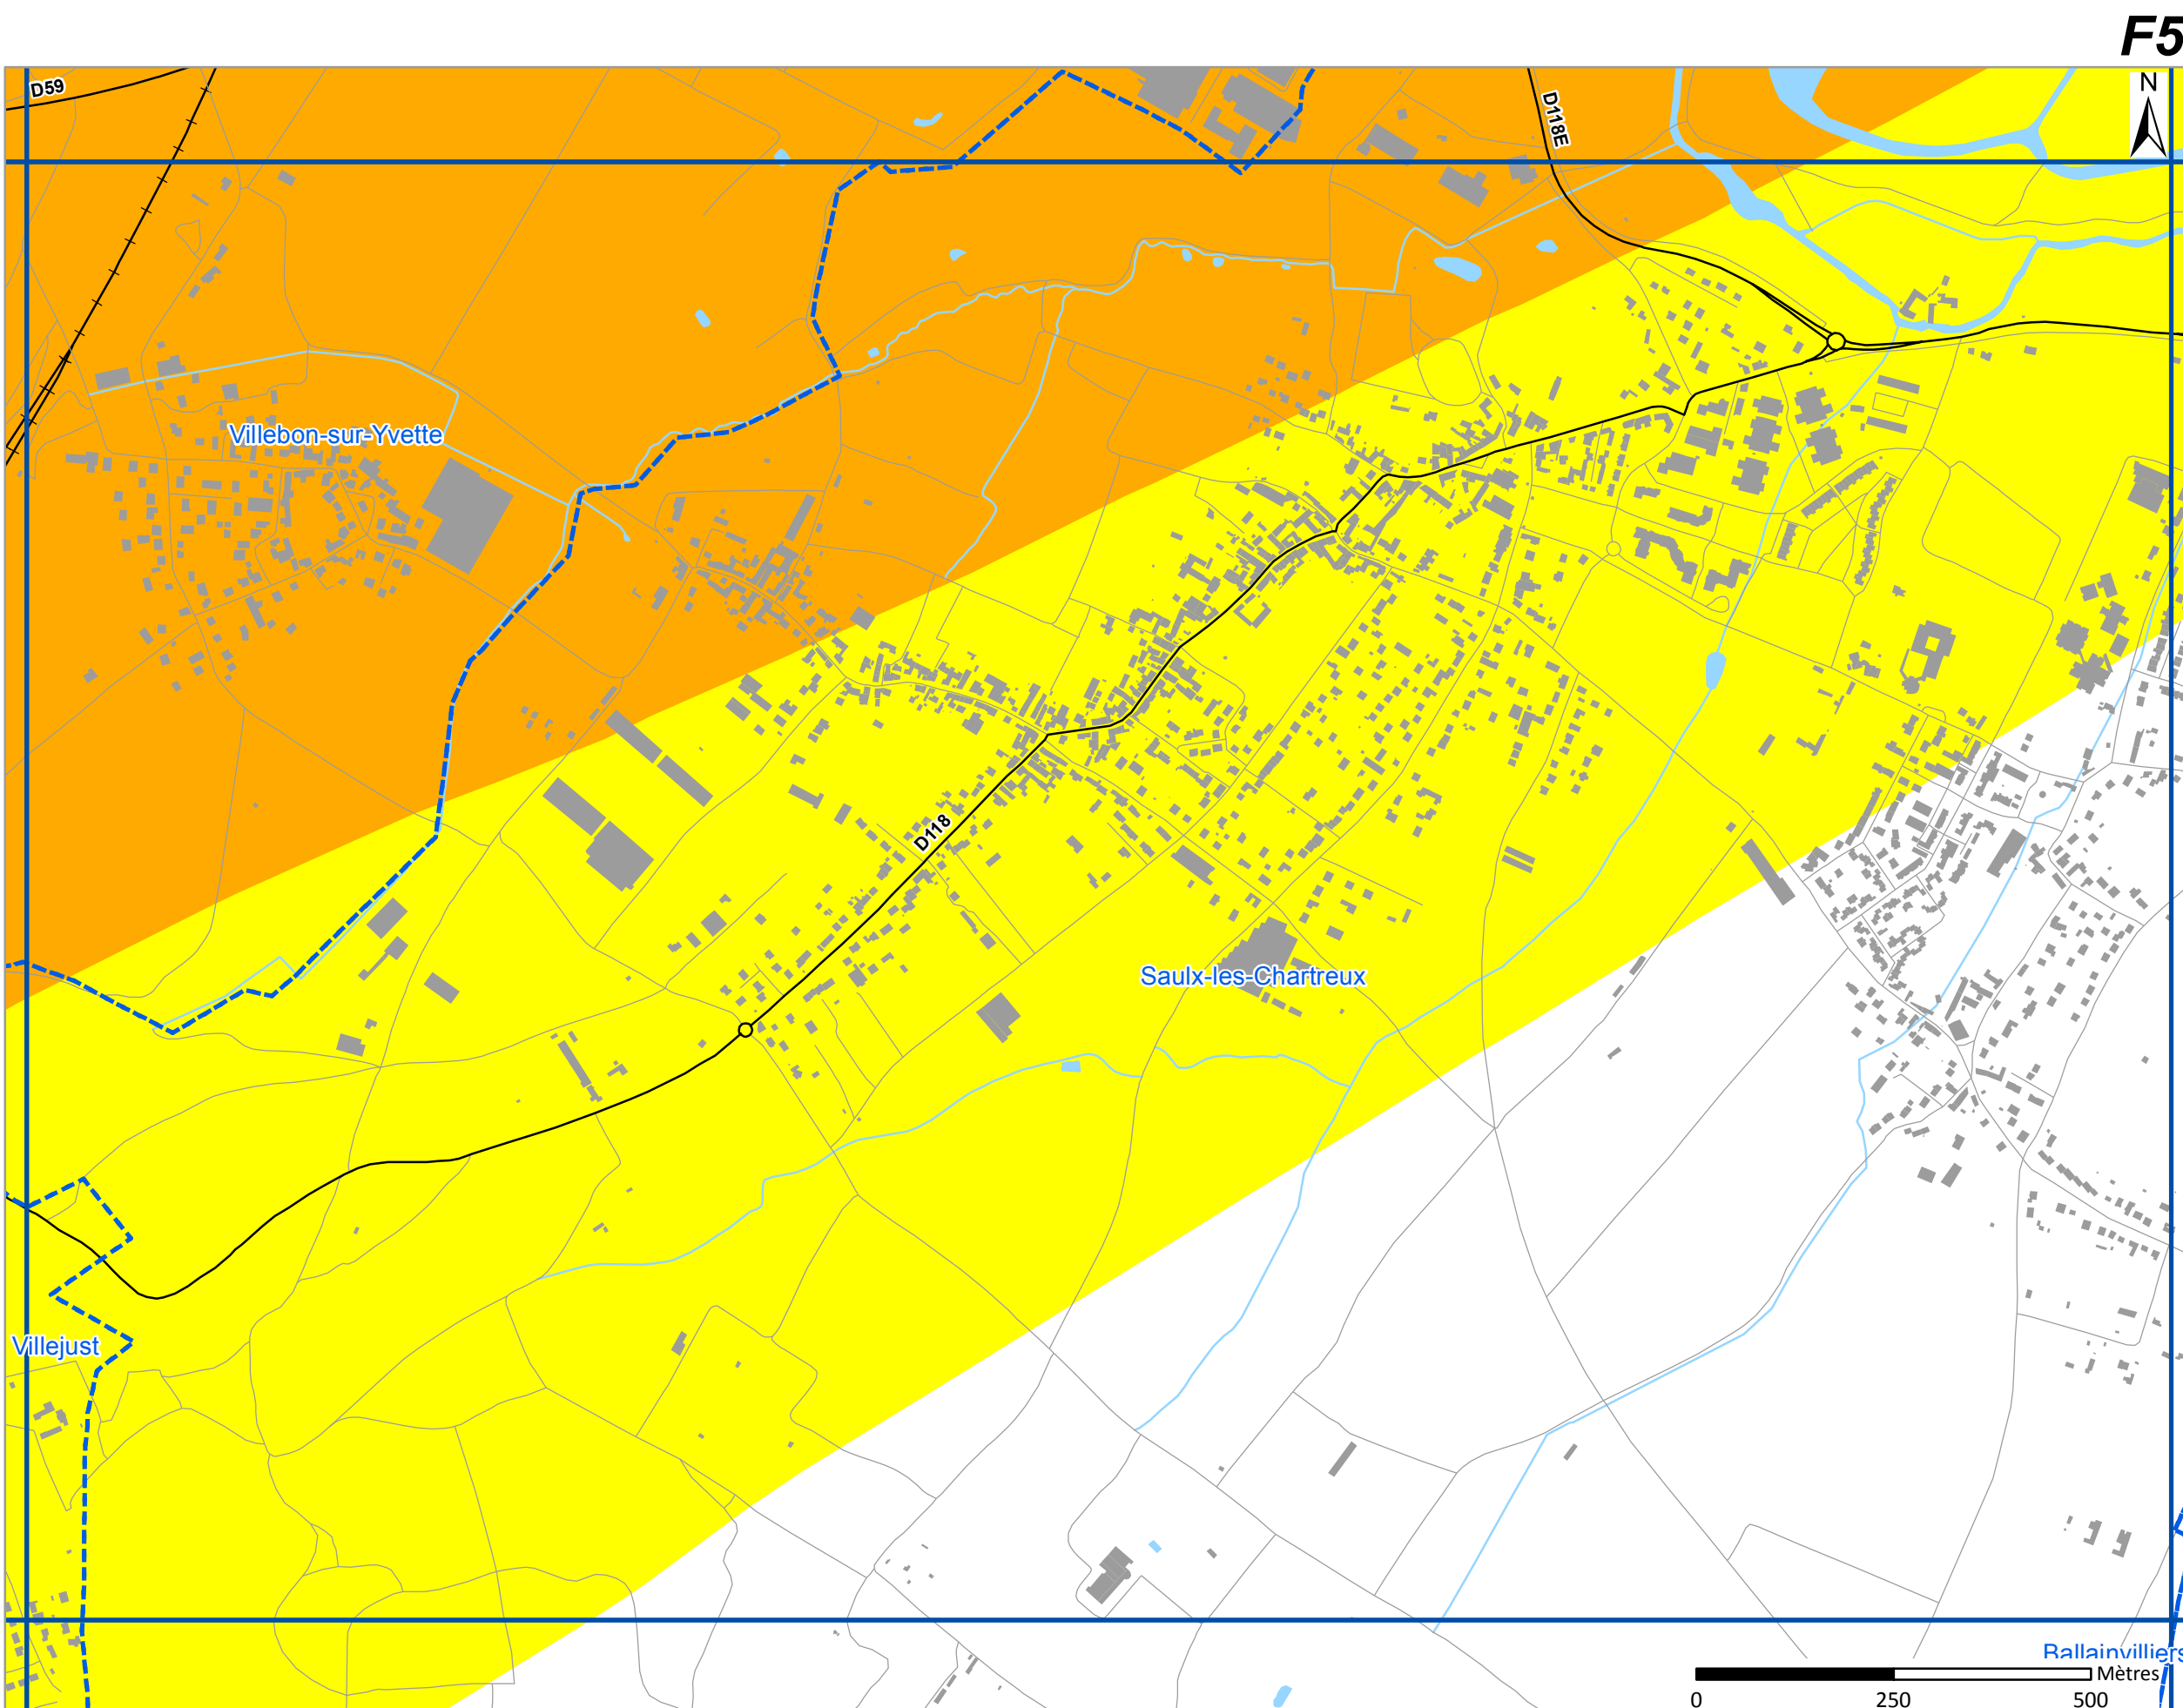 F5
D59
N
D118E
Villebon-sur-Yvette
D118
Saulx-les-Chartreux
Villejust
Ballainvilliers
Mètres
0 250 500